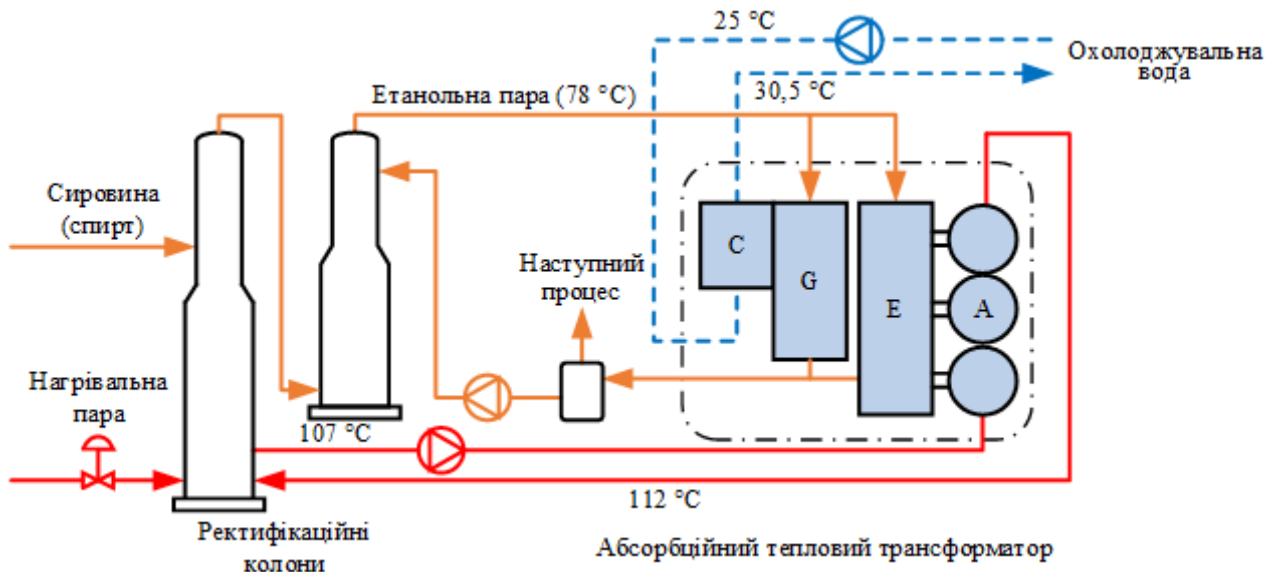 25 °C
Охолоджувальна
вода
Етанольна пара (78 °C)
30,5 °C
Сировина
(спирт)
Наступний
процес
C
G
E
A
Нагрівальна
пара
107 °C
112 °C
Ректифікаційні
колони
Абсорбційний тепловий трансформатор